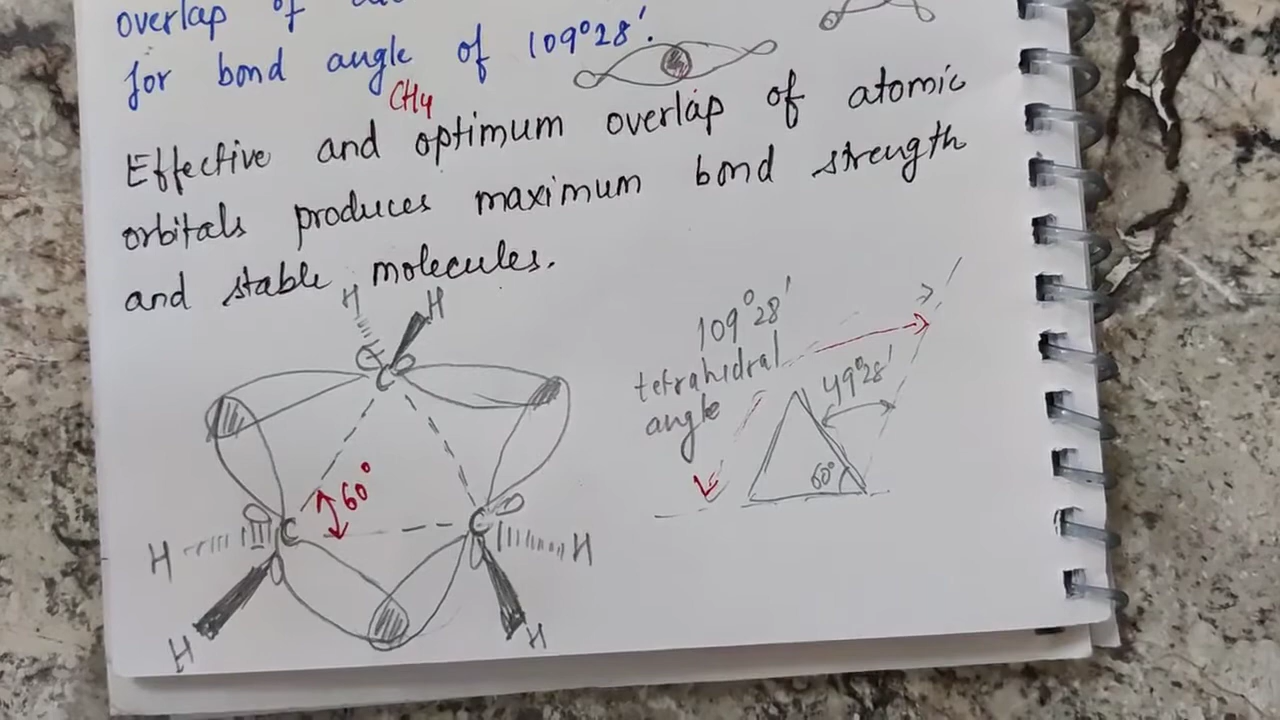 overlap of
for bond angle of 109°28'.
CH4
Effective and optimum overlap of atomic
orbitals produces maximum bond strength
and stable molecules.
H H
C
109°28'
tetrahidral
angle
49°28'
60°
60°
H C C H
H H